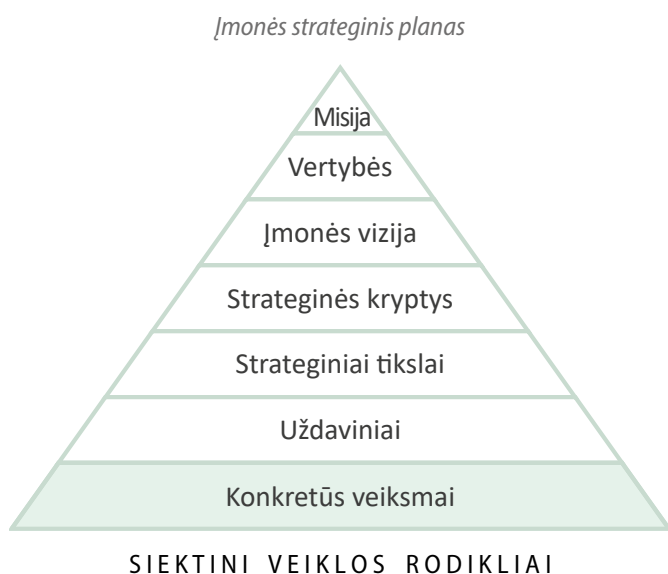 Įmonės strateginis planas
Misija
Vertybės
Įmonės vizija
Strateginės kryptys
Strateginiai tikslai
Uždaviniai
Konkretūs veiksmai
SIEKTINI VEIKLOS RODIKLIAI